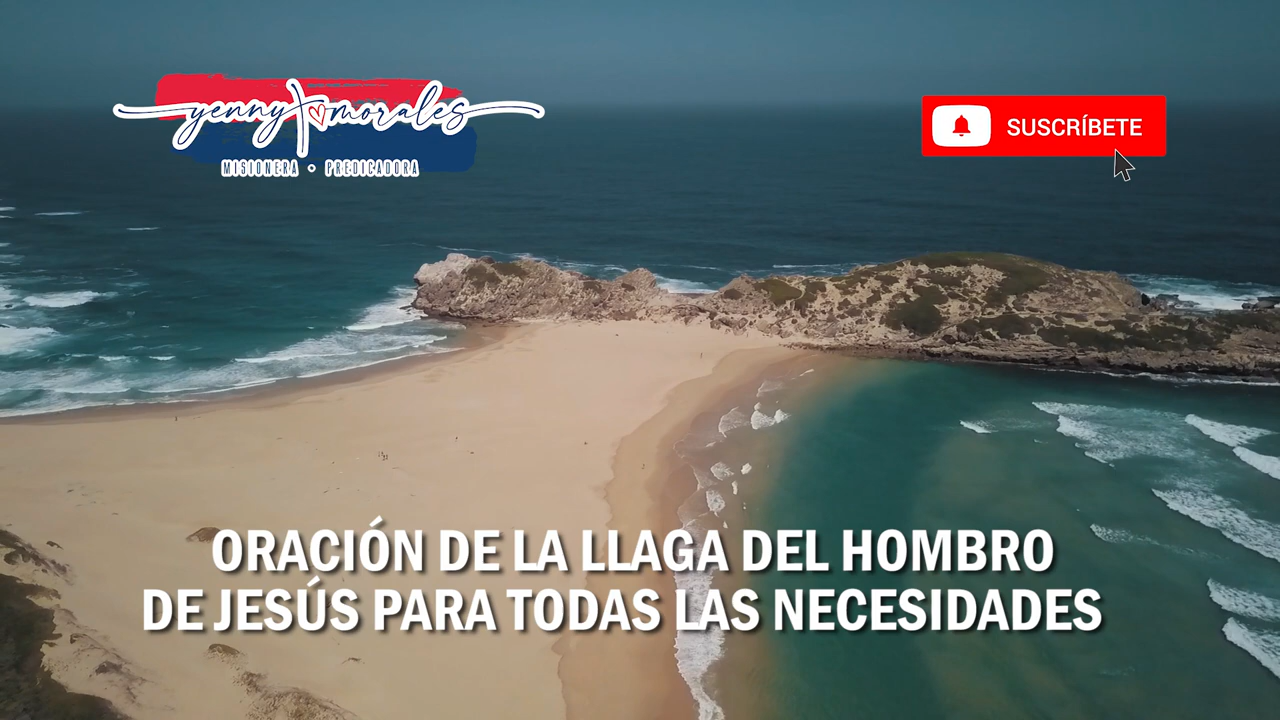 yenny morales
MISIONERA • PREDICADORA
SUSCRÍBETE
ORACIÓN DE LA LLAGA DEL HOMBRO
DE JESÚS PARA TODAS LAS NECESIDADES